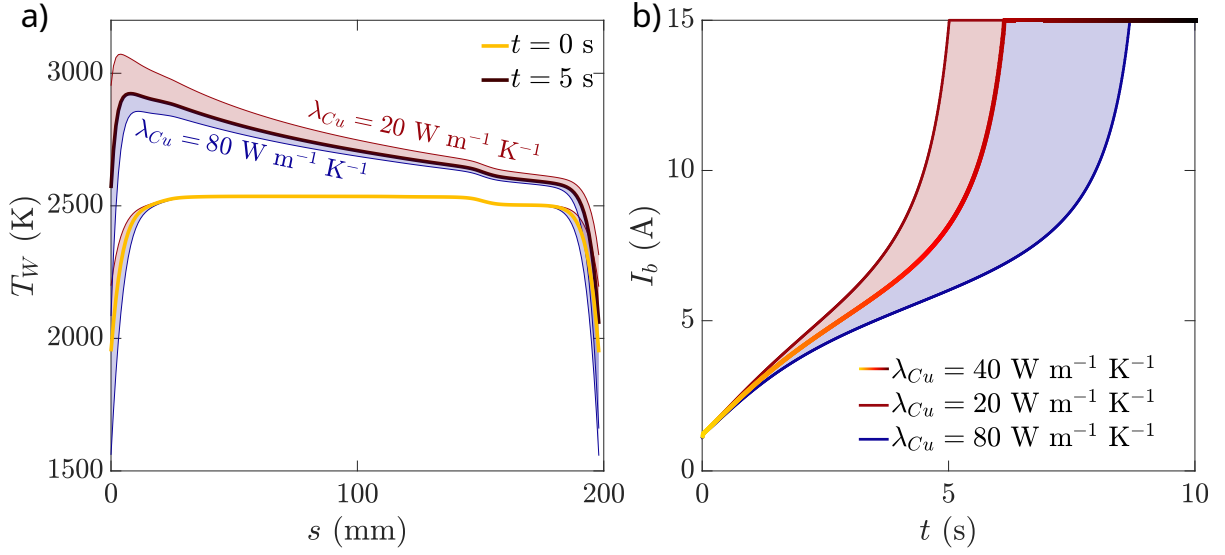 a)
t = 0 s
t = 5 s
λCu = 20 W m−1 K−1
λCu = 80 W m−1 K−1
3000
2500
2000
1500
TW (K)
0
100
200
s (mm)
b)
15
10
5
0
Ib (A)
λCu = 40 W m−1 K−1
λCu = 20 W m−1 K−1
λCu = 80 W m−1 K−1
0
5
10
t (s)